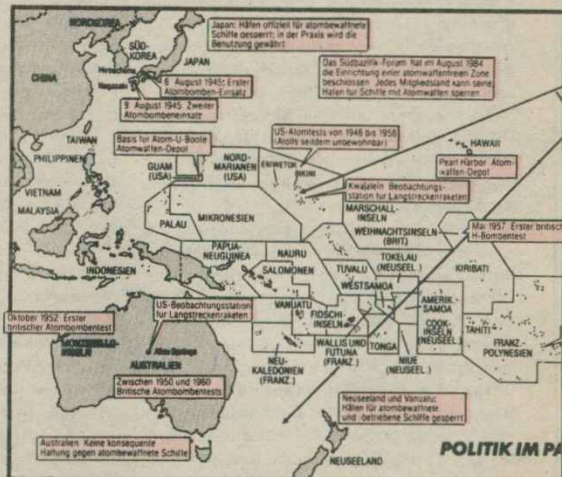 NORDKOREA
SÜD-
KOREA
JAPAN
CHINA
Hiroschima
Nagasaki
Japan: Häfen offiziell für atombewaffnete
Schiffe gesperrt; in der Praxis wird die
Benutzung gewährt
6 August 1945: Erster
Atombomben-Einsatz
9 August 1945 Zweiter
Atombombeneinsatz
Das Südpazifik-Forum hat im August 1984
die Einrichtung einer atomwaffenfreien Zone
beschlossen. Jedes Mitgliedsland kann seine
Häfen für Schiffe mit Atomwaffen sperren
TAIWAN
PHILIPPINEN
VIETNAM
MALAYSIA
INDONESIEN
Basis für Atom-U-Boote
Atomwaffen-Depot
GUAM
(USA)
NORD-
MARIANEN
(USA)
US-Atomtests von 1946 bis 1958
(Atolls seitdem unbewohnbar)
ENIWETOK
BIKINI
HAWAII
Pearl Harbor Atom-
waffen-Depot
Kwalalein Beobachtungs-
station für Langstreckenraketen
MARSCHALL-
INSELN
WEIHNACHTSINSELN
(BRIT.)
Mai 1957 Erster britisch
H-Bombentest
PALAU
MIKRONESIEN
PAPUA-
NEUGUINEA
NAURU
SALOMONEN
TUVALU
TOKELAU
(NEUSEEL.)
KIRIBATI
WESTSAMOA
AMERIK.
SAMOA
VANUATU
FIDSCHI-
INSELN
WALLIS UND
FUTUNA
(FRANZ.)
TONGA
NIUE
(NEUSEEL.)
COOK-
INSELN
(NEUSEEL.)
TAHITI
FRANZ.-
POLYNESIEN
NEU-
KALEDONIEN
(FRANZ.)
US-Beobachtungsstation
für Langstreckenraketen
Oktober 1952 Erster
britischer Atombombentest
Alice Springs
AUSTRALIEN
Zwischen 1950 und 1960
Britische Atombombentests
Neuseeland und Vanuatu:
Häfen für atombewaffnete
und -betriebene Schiffe gesperrt
Australien: Keine konsequente
Haltung gegen atombewaffnete Schiffe
NEUSEELAND
POLITIK IM PA